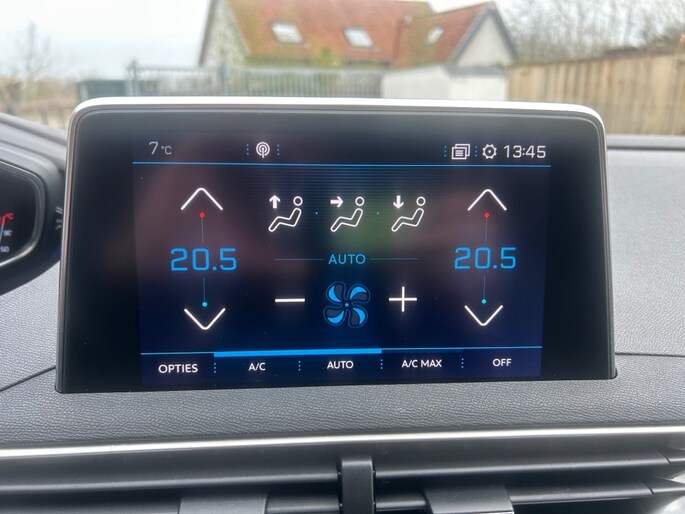 7 °C 13:45
20.5 20.5
AUTO
OPTIES A/C AUTO A/C MAX OFF